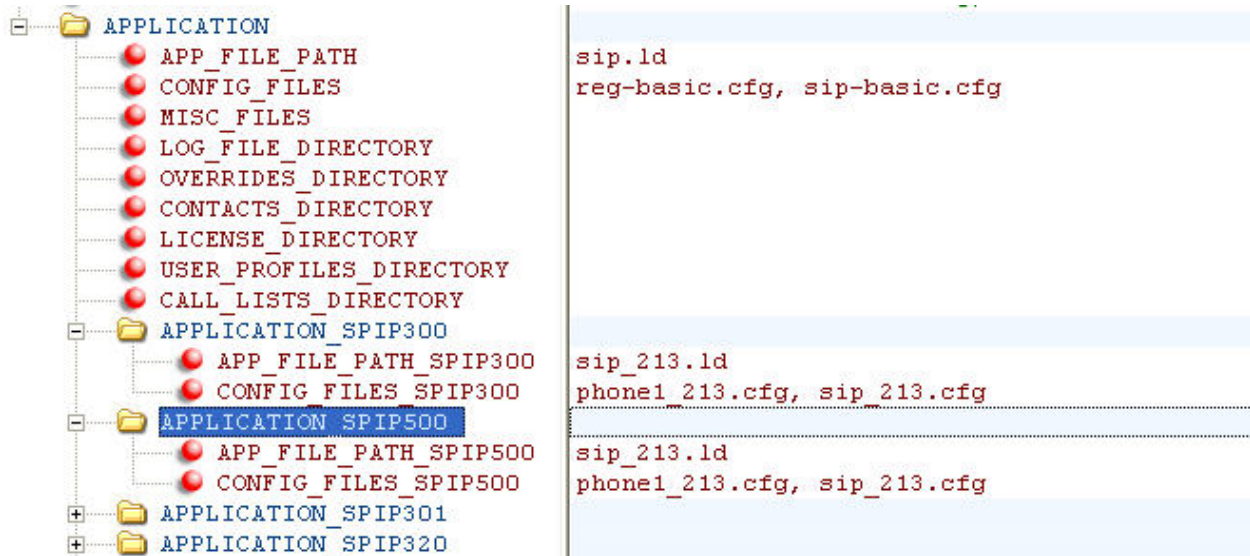 APPLICATION
APP_FILE_PATH sip.ld
CONFIG_FILES reg-basic.cfg, sip-basic.cfg
MISC_FILES
LOG_FILE_DIRECTORY
OVERRIDES_DIRECTORY
CONTACTS_DIRECTORY
LICENSE_DIRECTORY
USER_PROFILES_DIRECTORY
CALL_LISTS_DIRECTORY
APPLICATION_SPIP300
APP_FILE_PATH_SPIP300 sip_213.ld
CONFIG_FILES_SPIP300 phone1_213.cfg, sip_213.cfg
APPLICATION_SPIP500
APP_FILE_PATH_SPIP500 sip_213.ld
CONFIG_FILES_SPIP500 phone1_213.cfg, sip_213.cfg
APPLICATION_SPIP301
APPLICATION_SPIP320